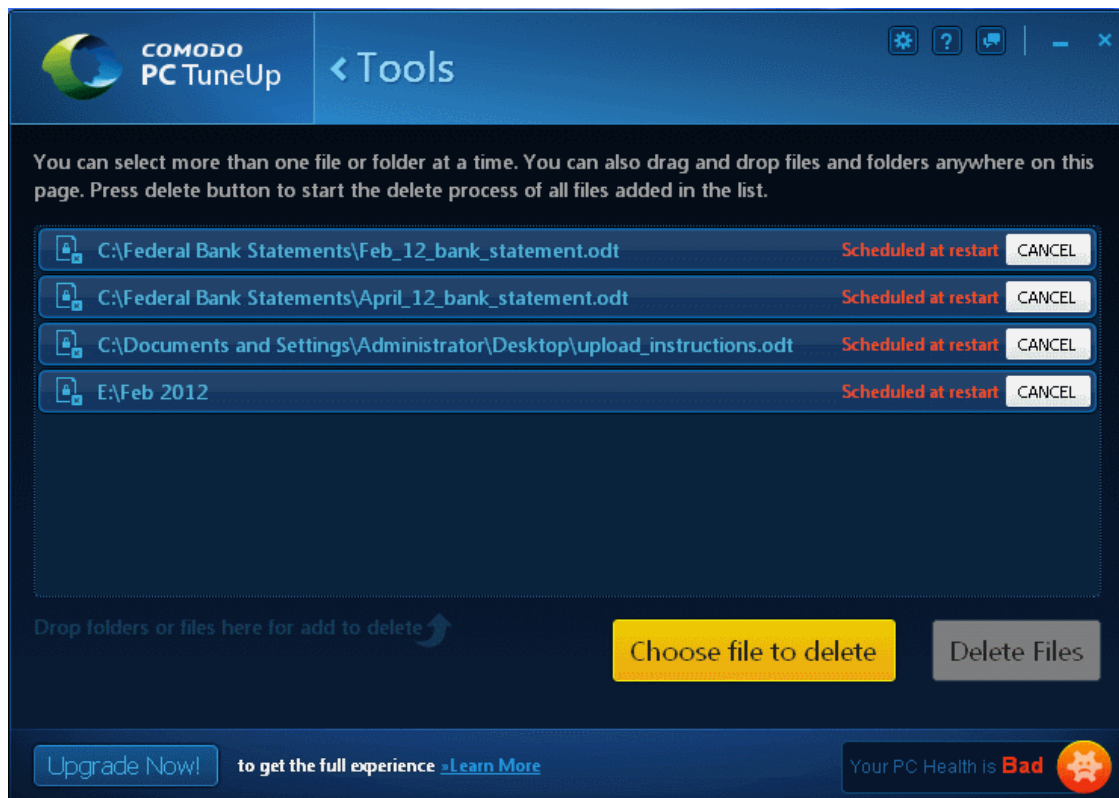 COMODO
PC TuneUp
< Tools
?
You can select more than one file or folder at a time. You can also drag and drop files and folders anywhere on this
page. Press delete button to start the delete process of all files added in the list.
C:\Federal Bank Statements\Feb_12_bank_statement.odt Scheduled at restart CANCEL
C:\Federal Bank Statements\April_12_bank_statement.odt Scheduled at restart CANCEL
C:\Documents and Settings\Administrator\Desktop\upload_instructions.odt Scheduled at restart CANCEL
E:\Feb 2012 Scheduled at restart CANCEL
Drop folders or files here for add to delete
Choose file to delete Delete Files
Upgrade Now! to get the full experience »Learn More Your PC Health is Bad